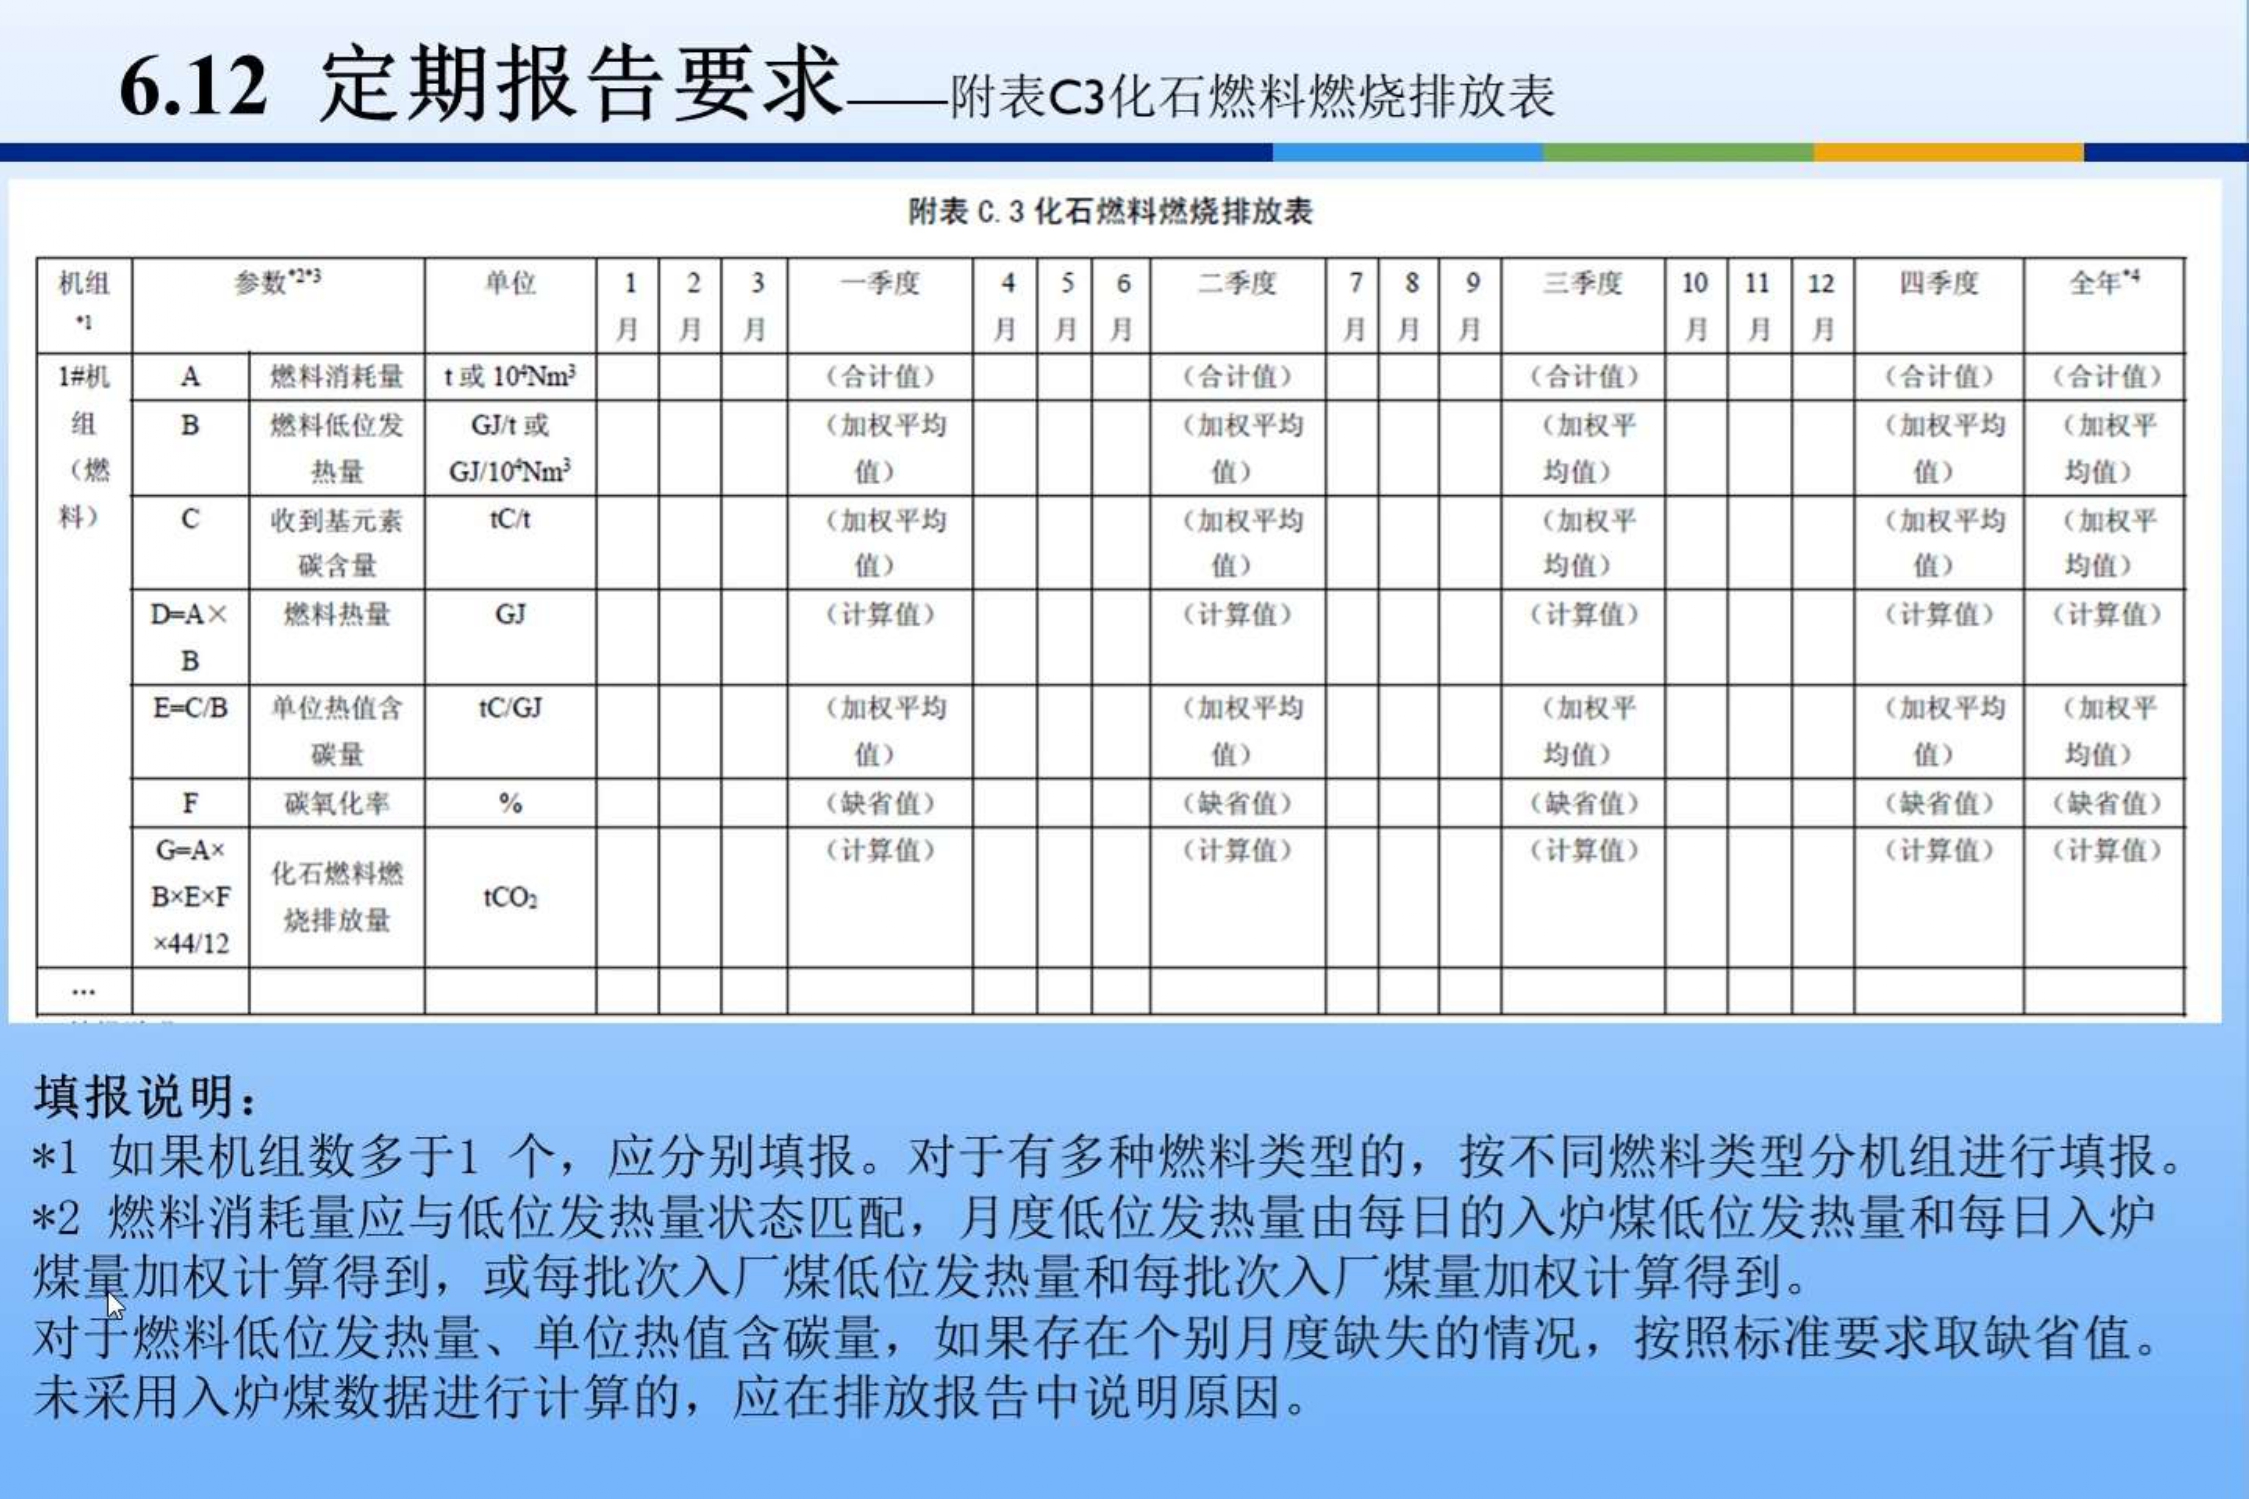 6.12 定期报告要求——附表C3化石燃料燃烧排放表
附表 C.3 化石燃料燃烧排放表
机组*1 参数*2*3 单位 1月 2月 3月 一季度 4月 5月 6月 二季度 7月 8月 9月 三季度 10月 11月 12月 四季度 全年*4
1#机组（燃料） A 燃料消耗量 t 或 10⁴Nm³ （合计值） （合计值） （合计值） （合计值） （合计值）
B 燃料低位发热量 GJ/t 或 GJ/10⁴Nm³ （加权平均值） （加权平均值） （加权平均值） （加权平均值） （加权平均值）
C 收到基元素碳含量 tC/t （加权平均值） （加权平均值） （加权平均值） （加权平均值） （加权平均值）
D=A×B 燃料热量 GJ （计算值） （计算值） （计算值） （计算值） （计算值）
E=C/B 单位热值含碳量 tC/GJ （加权平均值） （加权平均值） （加权平均值） （加权平均值） （加权平均值）
F 碳氧化率 % （缺省值） （缺省值） （缺省值） （缺省值） （缺省值）
G=A×B×E×F×44/12 化石燃料燃烧排放量 tCO₂ （计算值） （计算值） （计算值） （计算值） （计算值）
...
填报说明：
*1 如果机组数多于1 个，应分别填报。对于有多种燃料类型的，按不同燃料类型分机组进行填报。
*2 燃料消耗量应与低位发热量状态匹配，月度低位发热量由每日的入炉煤低位发热量和每日入炉
煤量加权计算得到，或每批次入厂煤低位发热量和每批次入厂煤量加权计算得到。
对于燃料低位发热量、单位热值含碳量，如果存在个别月度缺失的情况，按照标准要求取缺省值。
未采用入炉煤数据进行计算的，应在排放报告中说明原因。